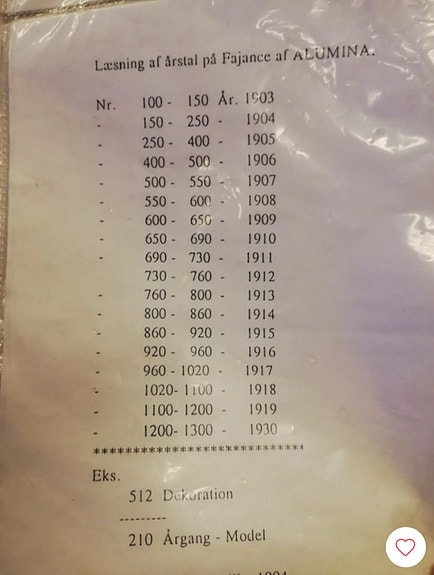 Læsning af årstal på Fajance af ALUMINA.
Nr. 100 - 150 År. 1903
- 150 - 250 - 1904
- 250 - 400 - 1905
- 400 - 500 - 1906
- 500 - 550 - 1907
- 550 - 600 - 1908
- 600 - 650 - 1909
- 650 - 690 - 1910
- 690 - 730 - 1911
730 - 760 - 1912
- 760 - 800 - 1913
- 800 - 860 - 1914
- 860 - 920 - 1915
- 920 - 960 - 1916
- 960 - 1020 - 1917
- 1020- 1100 - 1918
- 1100- 1200 - 1919
- 1200- 1300 - 1930
******************************
Eks.
512 Dekoration
---------
210 Årgang - Model